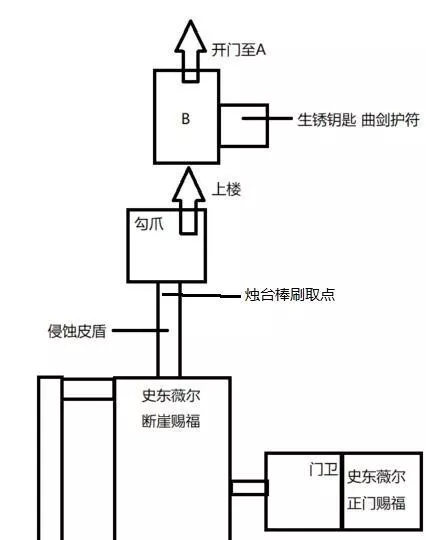 开门至A
B
生锈钥匙 曲剑护符
上楼
勾爪
烛台棒刷取点
侵蚀皮盾
史东薇尔
断崖赐福
门卫
史东薇尔
正门赐福